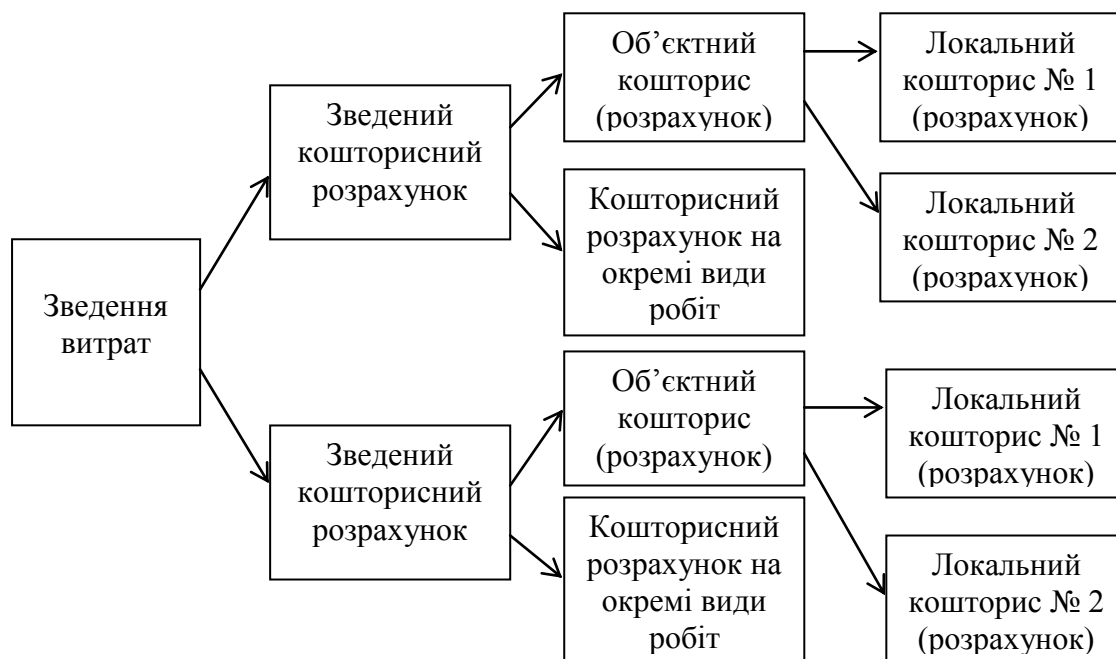 Зведення
витрат
Зведений
кошторисний
розрахунок
Об’єктний
кошторис
(розрахунок)
Локальний
кошторис № 1
(розрахунок)
Локальний
кошторис № 2
(розрахунок)
Кошторисний
розрахунок на
окремі види
робіт
Зведений
кошторисний
розрахунок
Об’єктний
кошторис
(розрахунок)
Локальний
кошторис № 1
(розрахунок)
Локальний
кошторис № 2
(розрахунок)
Кошторисний
розрахунок на
окремі види
робіт